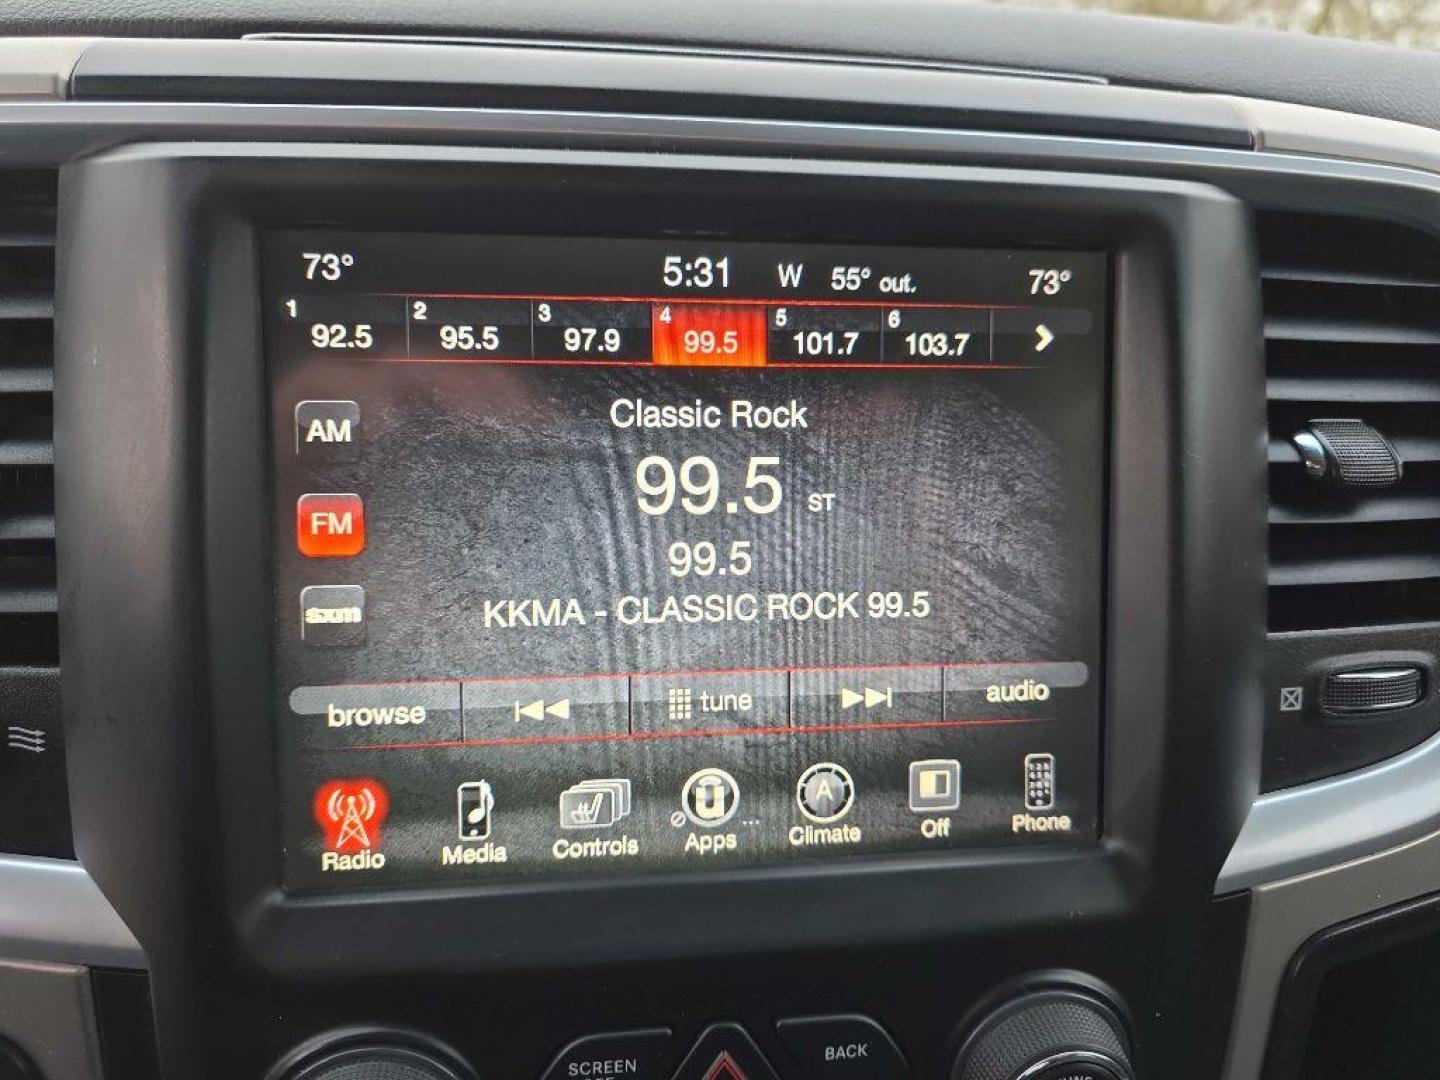 73° 5:31 W 55° out. 73°
1 92.5 2 95.5 3 97.9 4 99.5 5 101.7 6 103.7
AM
Classic Rock
99.5 ST
FM
99.5
KKMA - CLASSIC ROCK 99.5
sxm
browse tune audio
Radio Media Controls Apps ... A Climate Off Phone
SCREEN
BACK